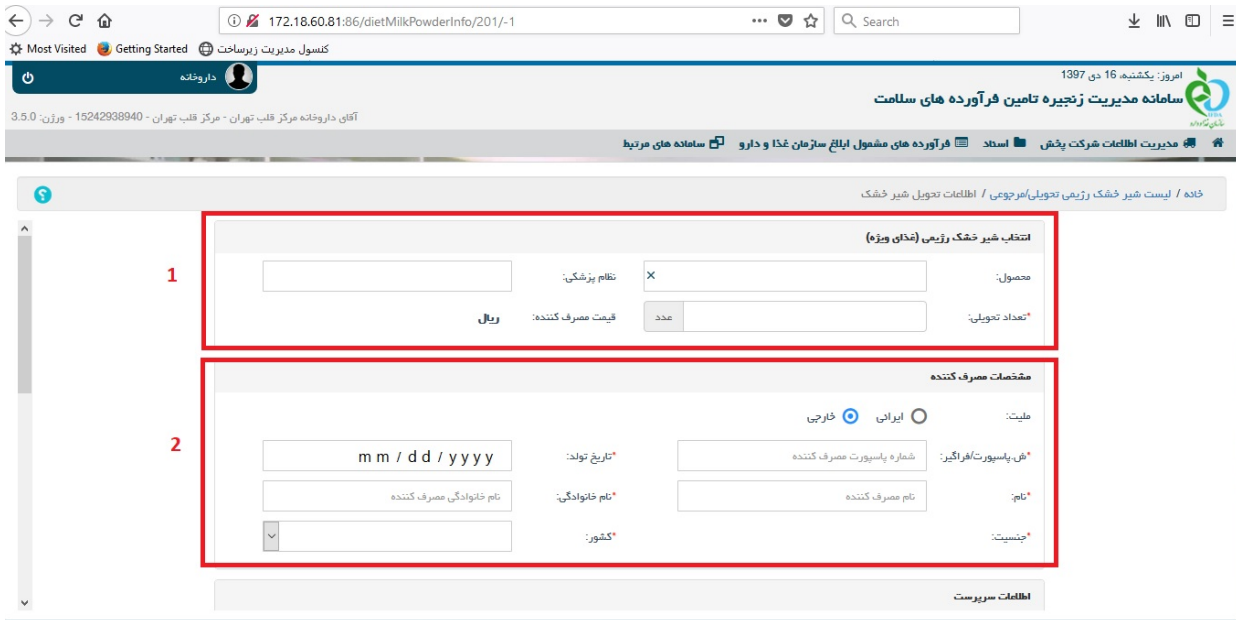 172.18.60.81:86/dietMilkPowderInfo/201/-1
Search
Most Visited Getting Started کنسول مدیریت زیرساخت
امروز: یکشنبه، 16 دی 1397
داروخانه
سامانه مدیریت زنجیره تامین فرآورده های سلامت
آقای داروخانه مرکز قلب تهران - مرکز قلب تهران - 15242938940 - ورژن: 3.5.0
مدیریت اطلاعات شرکت پخش اسناد فرآورده های مشمول ابلاغ سازمان غذا و دارو سامانه های مرتبط
خانه / لیست شیر خشک رژیمی تحویلی/مرجوعی / اطلاعات تحویل شیر خشک
انتخاب شیر خشک رژیمی (غذای ویژه)
1
محصول: × نظام پزشکی:
*تعداد تحویلی: عدد قیمت مصرف کننده: ریال
مشخصات مصرف کننده
ملیت: ایرانی خارجی
2
*ش.پاسپورت/فراگیر: شماره پاسپورت مصرف کننده *تاریخ تولد: mm/dd/yyyy
*نام: نام مصرف کننده *نام خانوادگی: نام خانوادگی مصرف کننده
*جنسیت: *کشور:
اطلاعات سرپرست